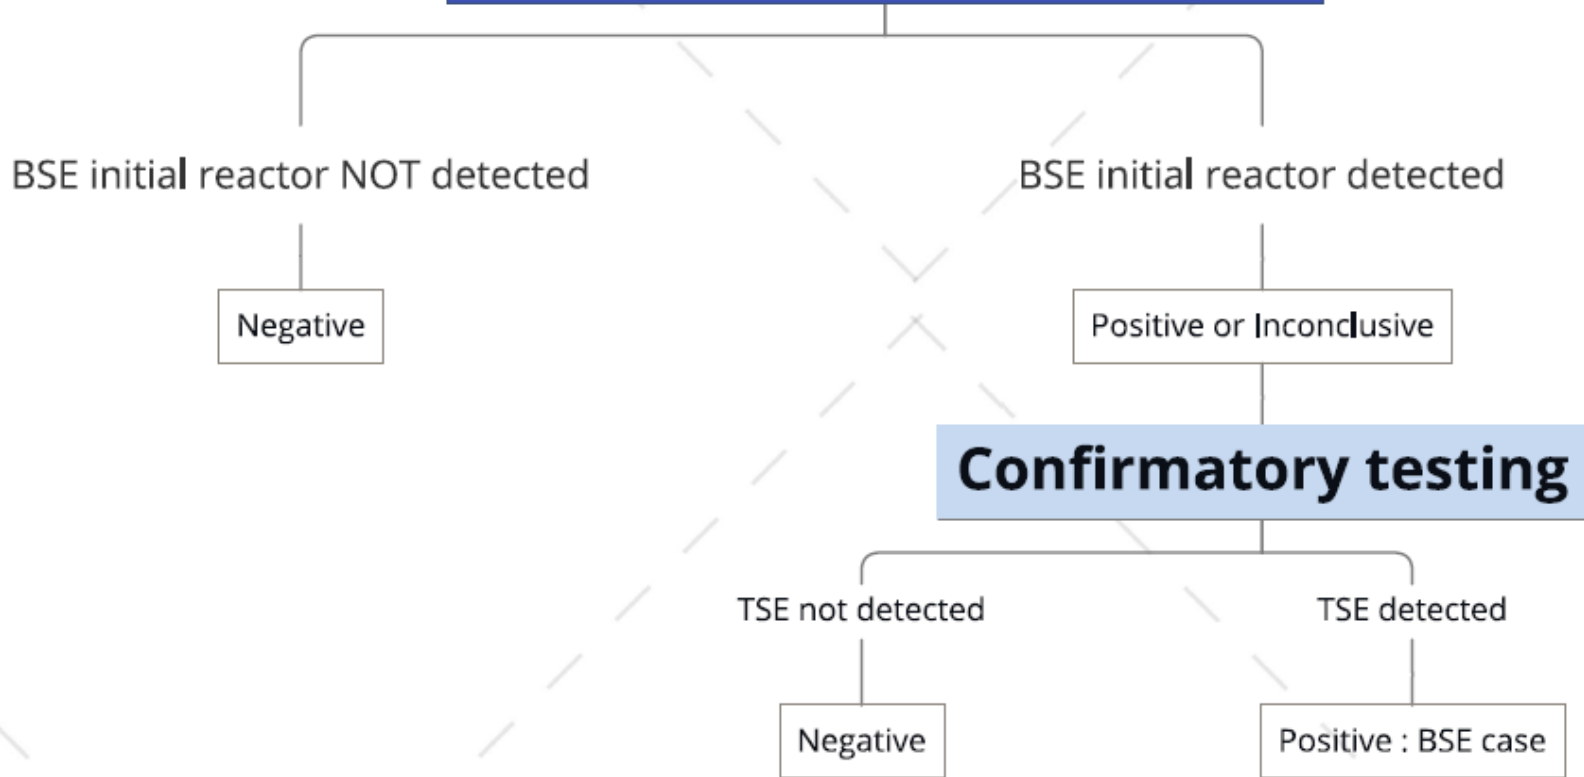 BSE initial reactor NOT detected
BSE initial reactor detected
Negative
Positive or Inconclusive
Confirmatory testing
TSE not detected
TSE detected
Negative
Positive : BSE case